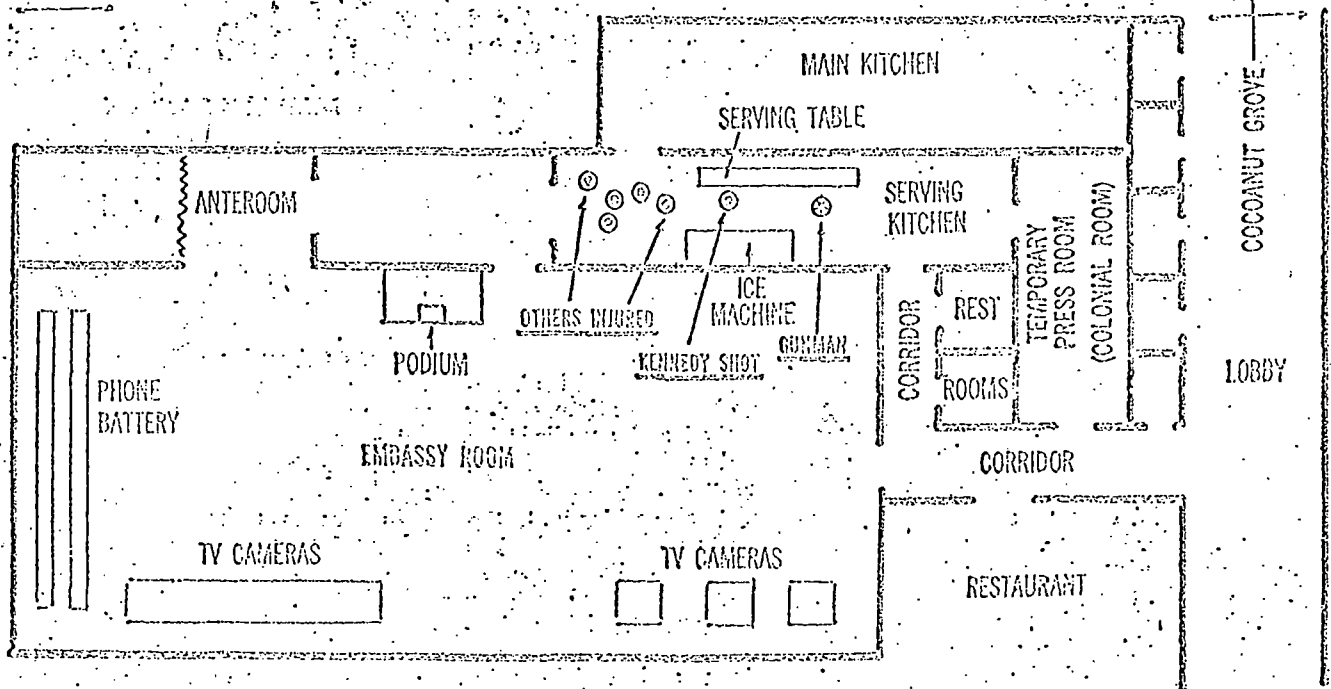 MAIN KITCHEN
SERVING TABLE
COCOANUT GROVE
ANTEROOM
SERVING
KITCHEN
TEMPORARY
PRESS ROOM
(COLONIAL ROOM)
OTHERS INJURED
ICE
MACHINE
KENNEDY SHOT
GUNMAN
CORRIDOR
REST
ROOMS
PODIUM
LOBBY
PHONE
BATTERY
EMBASSY ROOM
CORRIDOR
TV CAMERAS
TV CAMERAS
RESTAURANT